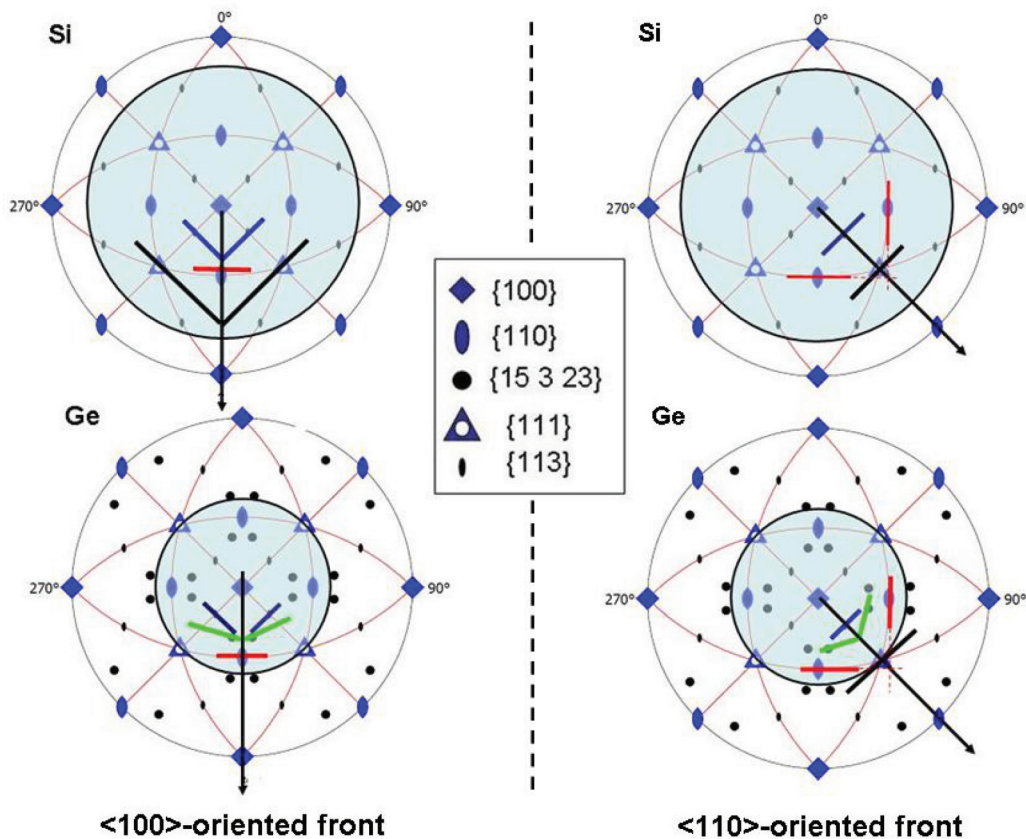 Si
0°
270°
90°
Si
0°
270°
90°
{100}
{110}
{15 3 23}
{111}
{113}
Ge
270°
90°
Ge
270°
90°
<100>-oriented front
<110>-oriented front